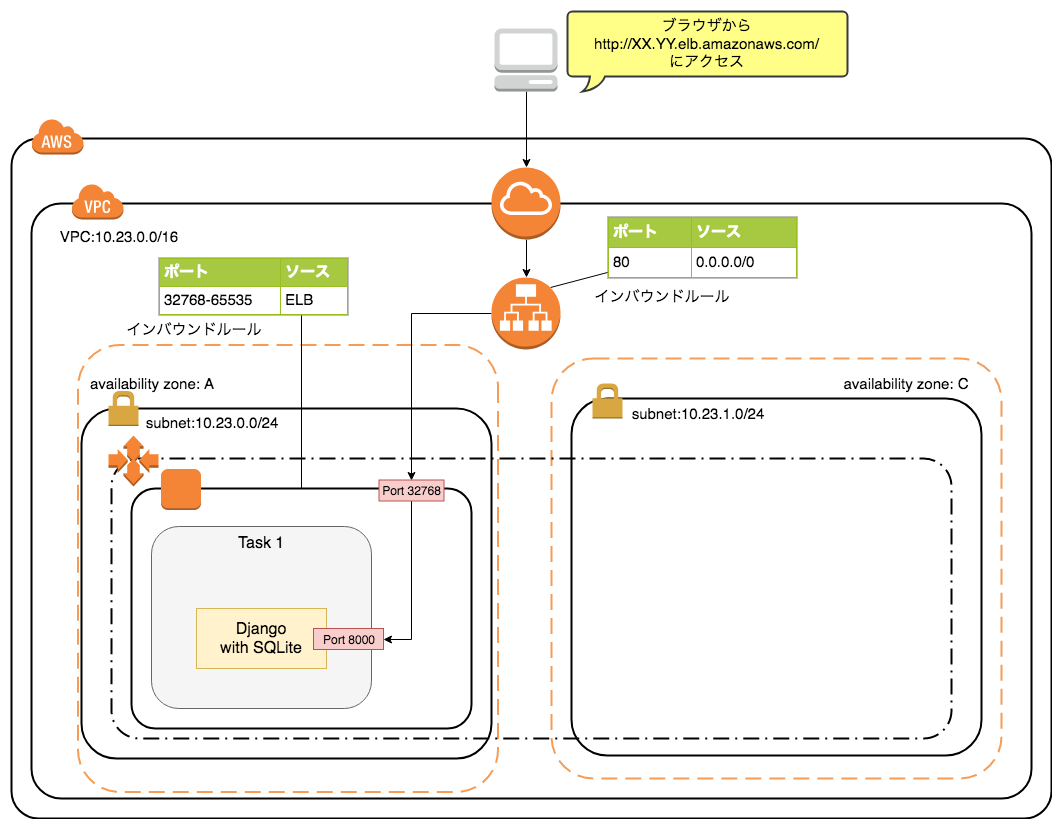 ブラウザから
http://XX.YY.elb.amazonaws.com/
にアクセス
AWS
VPC
VPC:10.23.0.0/16
ポート ソース
80 0.0.0.0/0
インバウンドルール
ポート ソース
32768-65535 ELB
インバウンドルール
availability zone: A
subnet:10.23.0.0/24
availability zone: C
subnet:10.23.1.0/24
Port 32768
Task 1
Django
with SQLite
Port 8000